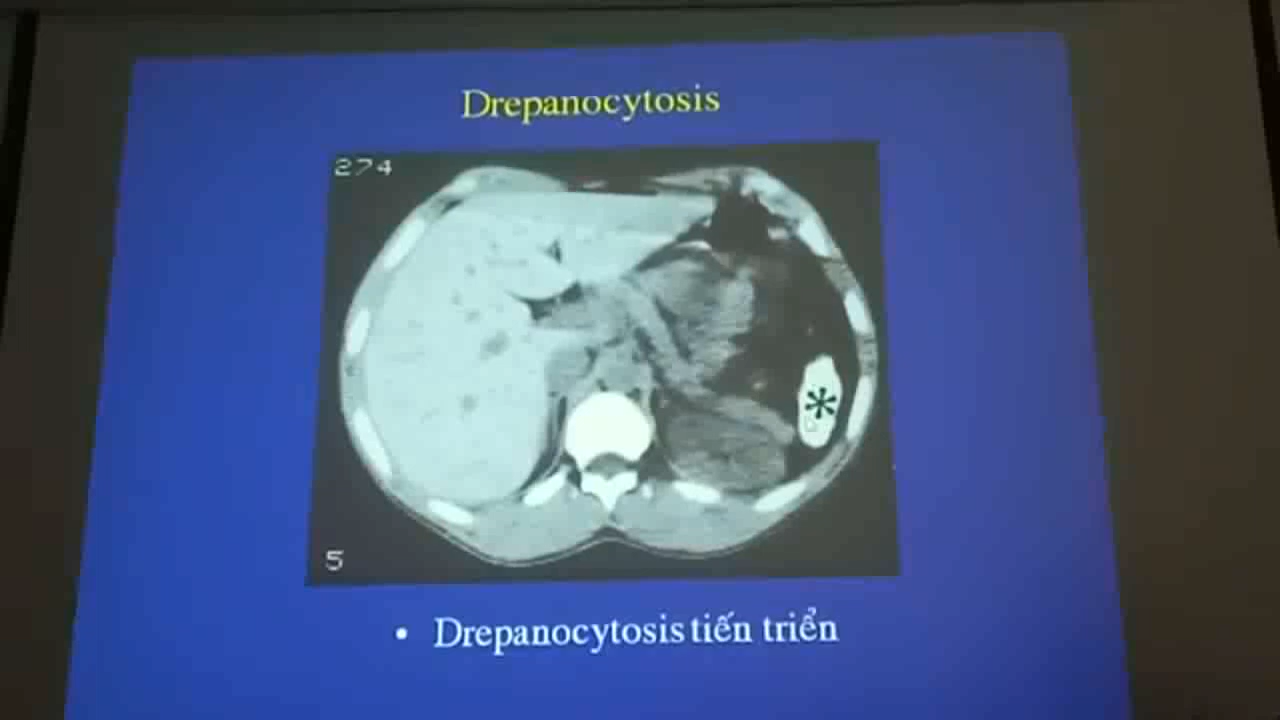 Drepanocytosis
274
*
5
• Drepanocytosis tiến triển